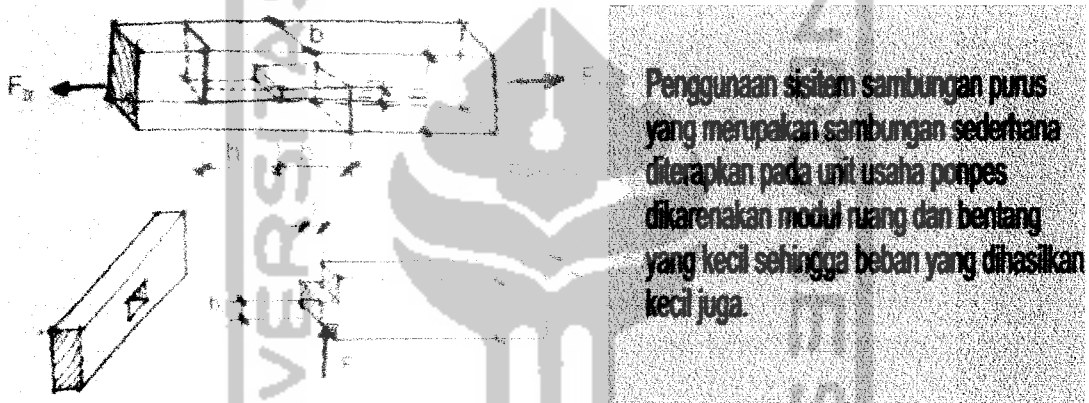 b
Fa
F
h
Penggunaan sisitem sambungan purus
yang merupakan sambungan sederhana
diterapkan pada unit usaha ponpes
dikarenakan modul ruang dan bentang
yang kecil sehingga beban yang dihasilkan
kecil juga.